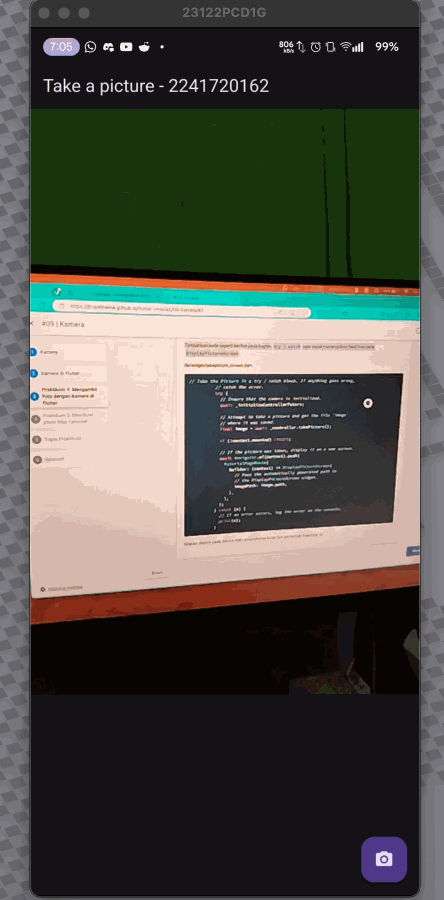 23122PCD1G
7:05
806
KB/s
99%
Take a picture - 2241720162
#09 | Kamera
Kamera
Kamera di Flutter
Praktikum 1: Mengambil
Foto dengan Kamera di
Flutter
// Take the Picture in a try / catch block. If anything goes wrong,
// catch the error.
try {
// Ensure that the camera is initialized.
await _initializeControllerFuture;
// Attempt to take a picture and get the file `image`
// where it was saved.
final image = await _controller.takePicture();
if (!context.mounted) return;
// If the picture was taken, display it on a new screen.
await Navigator.of(context).push(
MaterialPageRoute(
builder: (context) => DisplayPictureScreen(
// Pass the automatically generated path to
// the DisplayPictureScreen widget.
imagePath: image.path,
),
),
);
} catch (e) {
// If an error occurs, log the error to the console.
print(e);
}